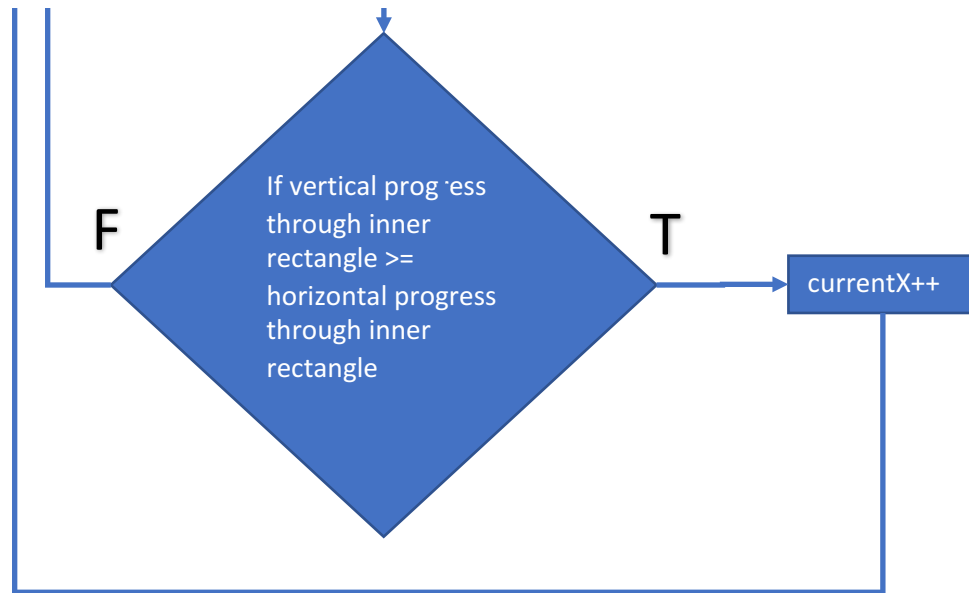 If vertical prog ess
through inner
rectangle >=
horizontal progress
through inner
rectangle
F
T
currentX++